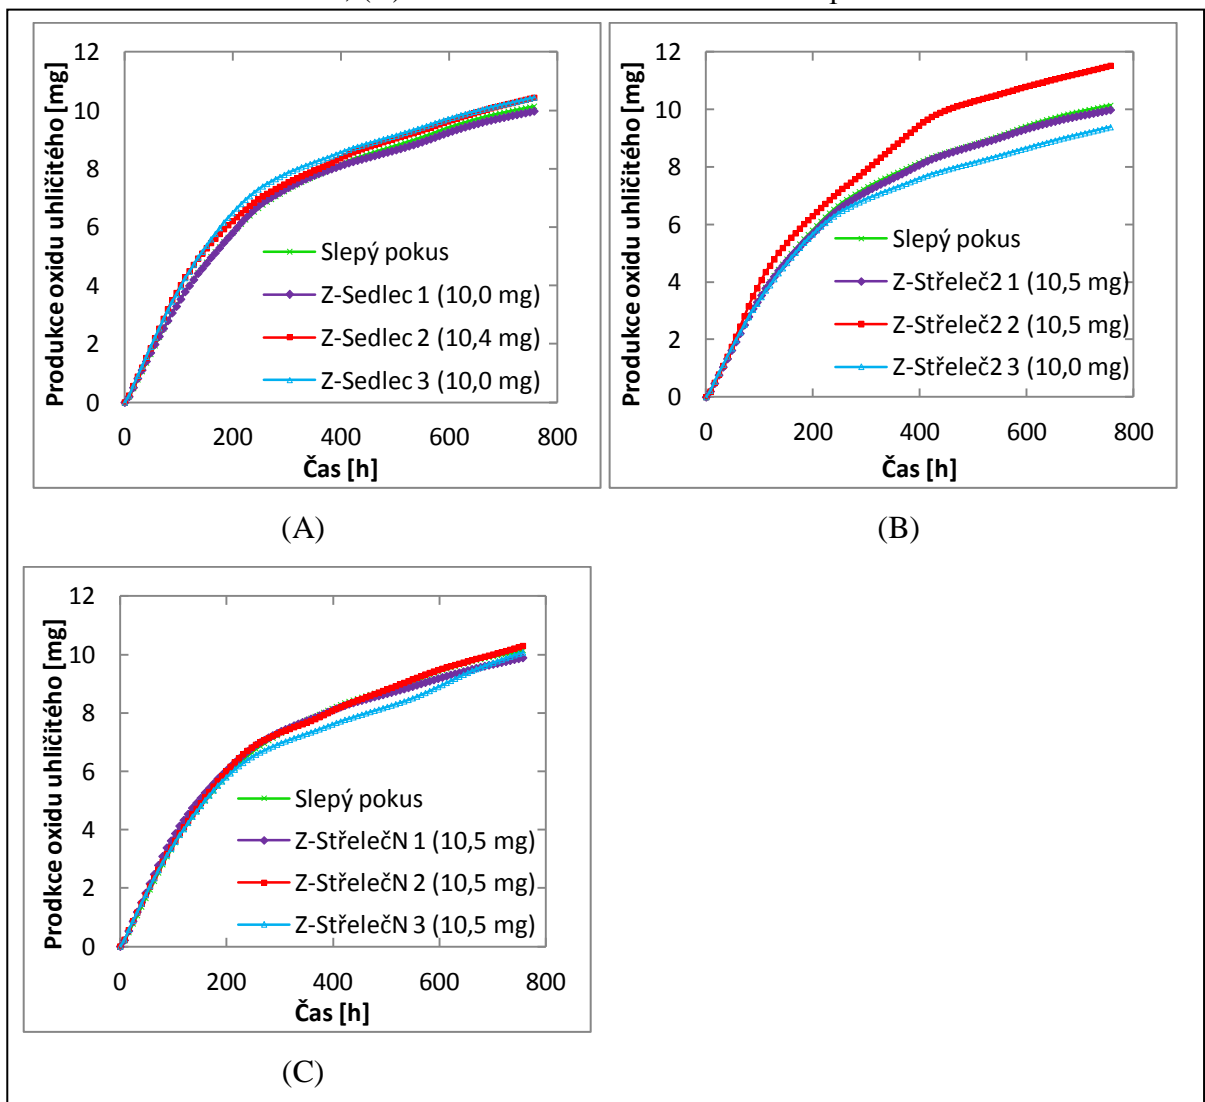 Produkce oxidu uhličitého [mg]
12
10
8
6
4
2
0
Slepý pokus
Z-Sedlec 1 (10,0 mg)
Z-Sedlec 2 (10,4 mg)
Z-Sedlec 3 (10,0 mg)
0 200 400 600 800
Čas [h]
(A)
Produkce oxidu uhličitého [mg]
12
10
8
6
4
2
0
Slepý pokus
Z-Střeleč2 1 (10,5 mg)
Z-Střeleč2 2 (10,5 mg)
Z-Střeleč2 3 (10,0 mg)
0 200 400 600 800
Čas [h]
(B)
Prodkce oxidu uhličitého [mg]
12
10
8
6
4
2
0
Slepý pokus
Z-StřelečN 1 (10,5 mg)
Z-StřelečN 2 (10,5 mg)
Z-StřelečN 3 (10,5 mg)
0 200 400 600 800
Čas [h]
(C)